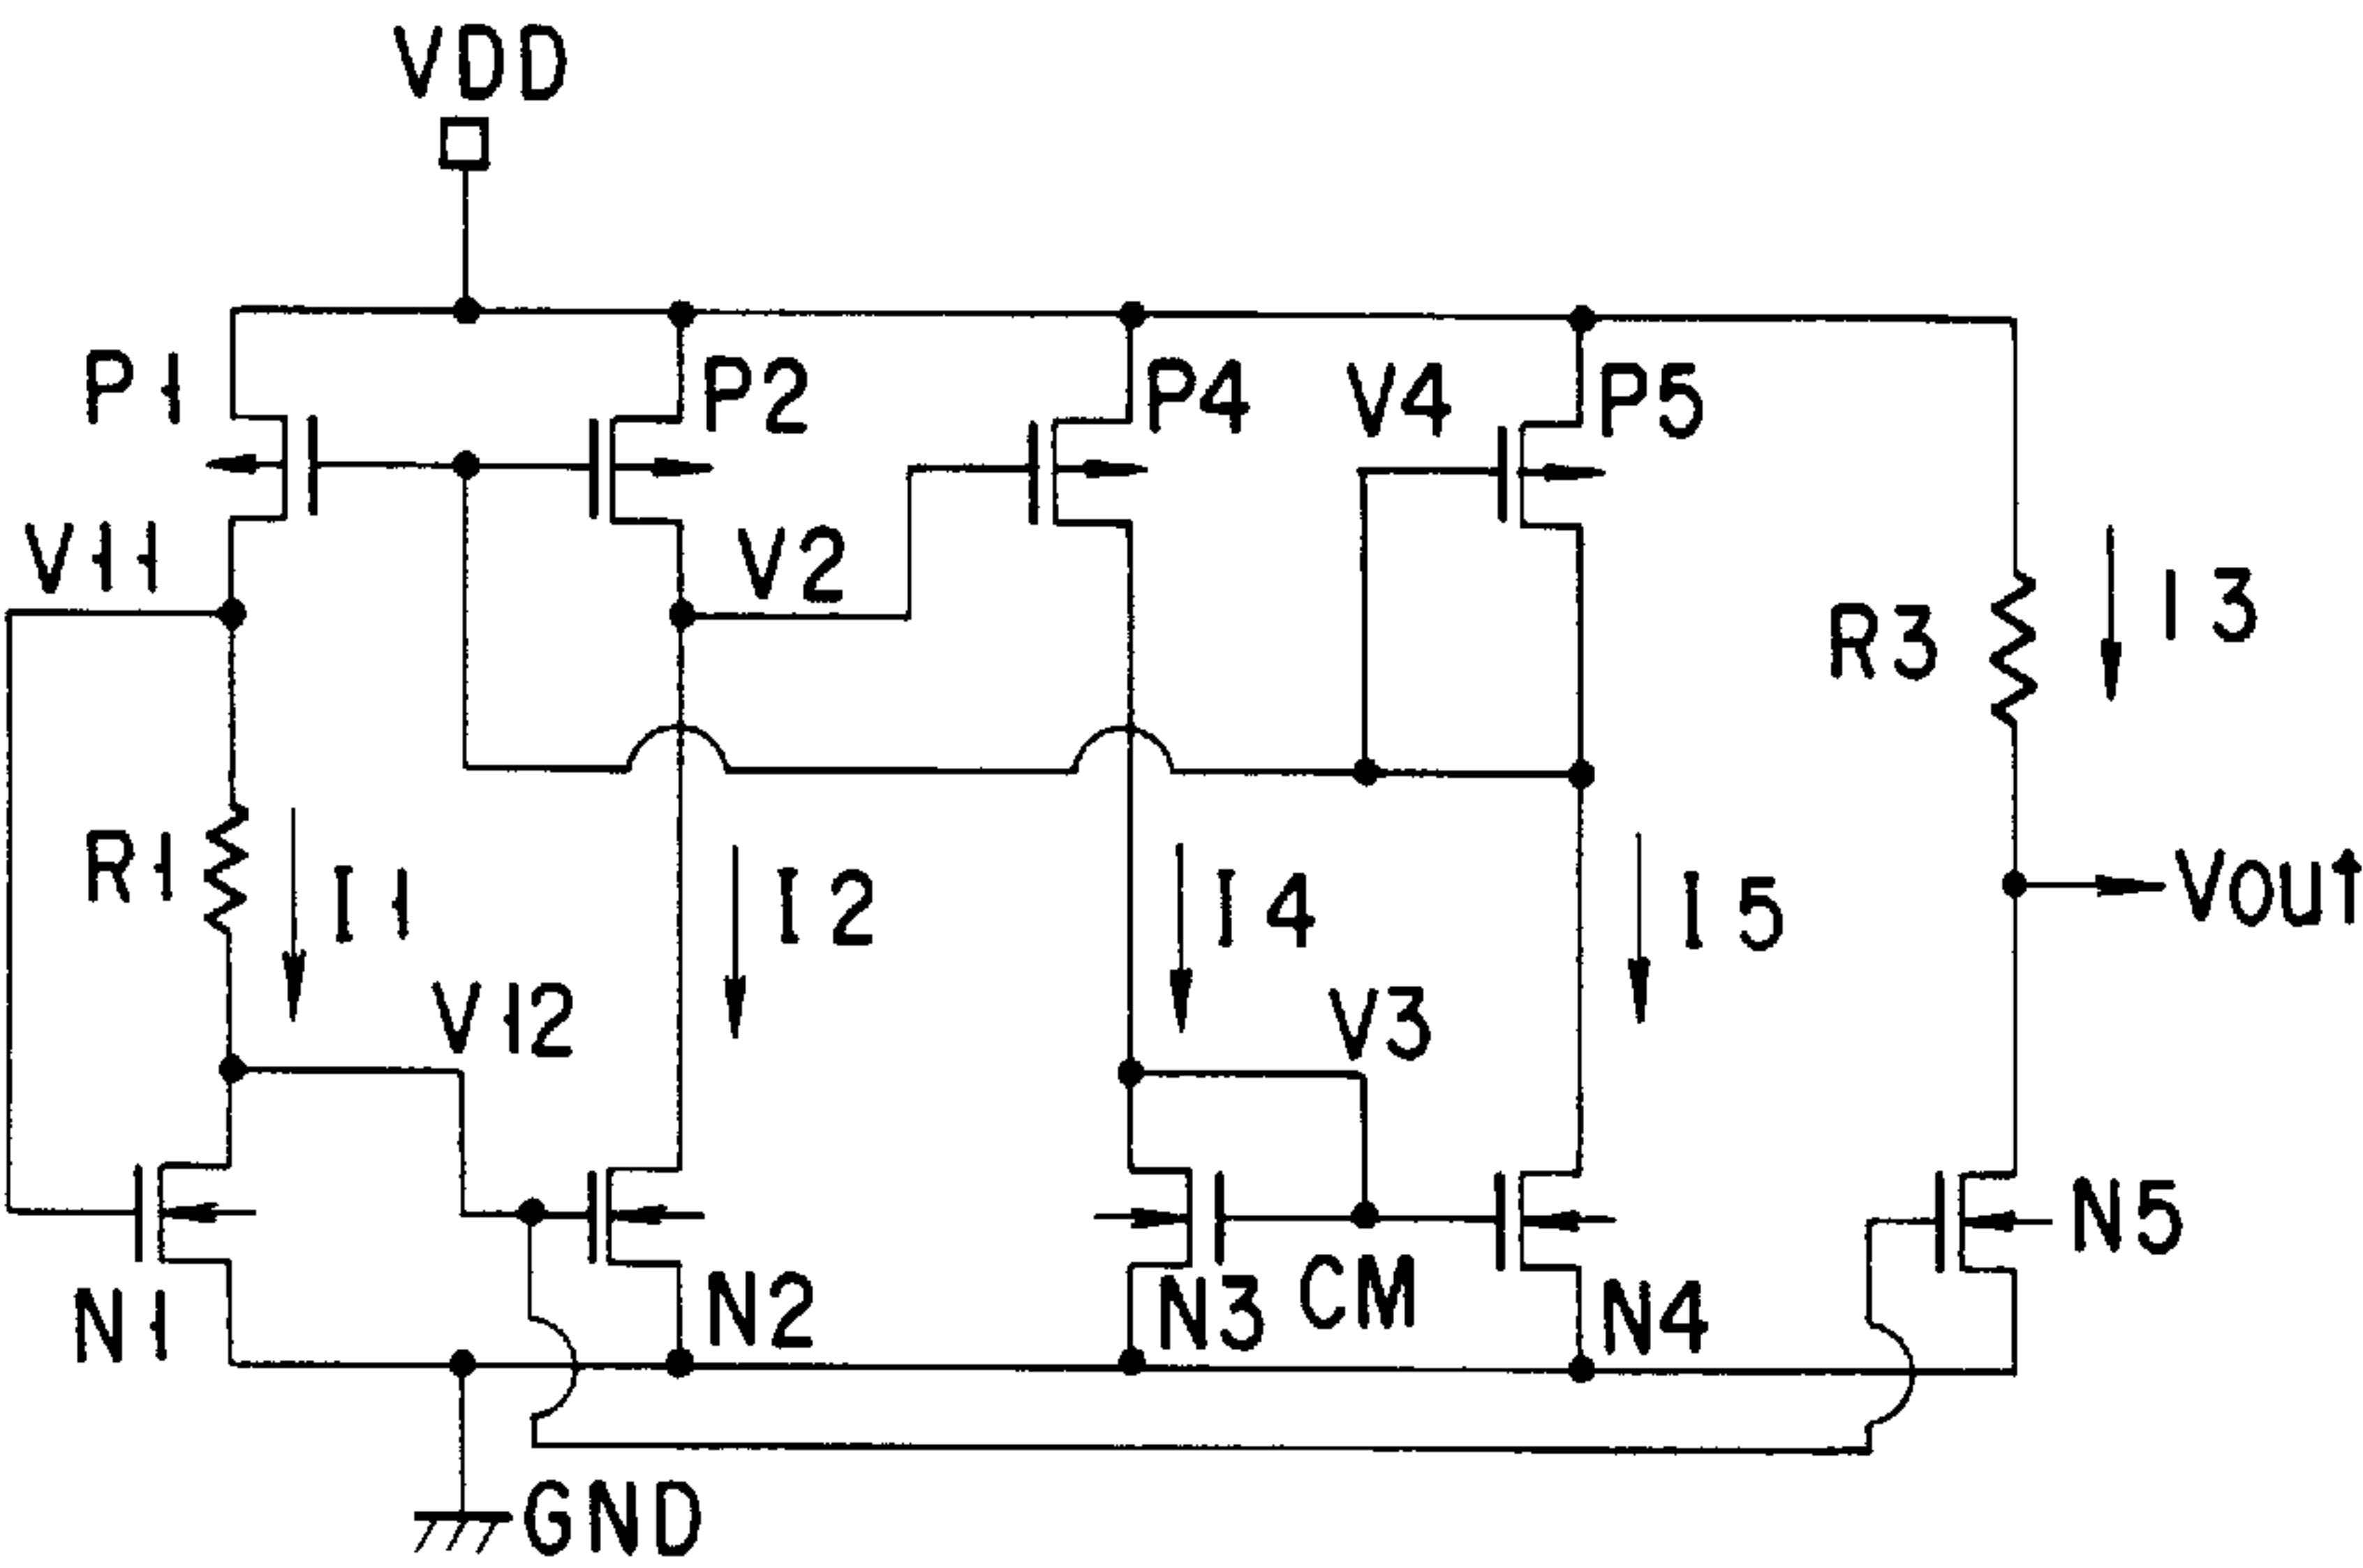 VDD
P1
P2
P4
V4
P5
V11
V2
R3
I3
R1
I1
I2
I4
I5
Vout
V12
V3
N1
N2
N3
CM
N4
N5
GND